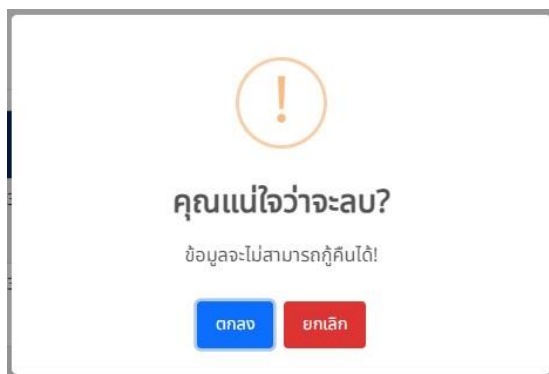 คุณแน่ใจว่าจะลบ?
ข้อมูลจะไม่สามารถกู้คืนได้!
ตกลง ยกเลิก